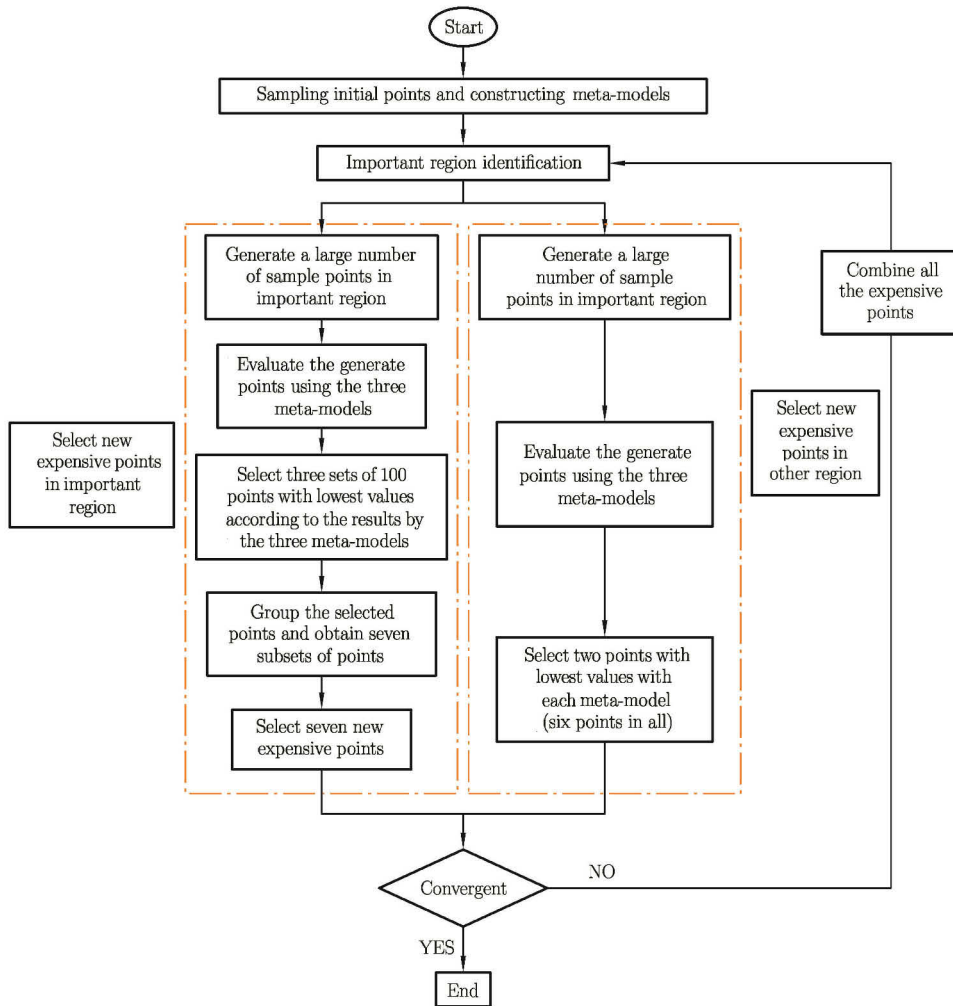 Start
Sampling initial points and constructing meta-models
Important region identification
Generate a large number
of sample points in
important region
Evaluate the generate
points using the three
meta-models
Select three sets of 100
points with lowest values
according to the results by
the three meta-models
Group the selected
points and obtain seven
subsets of points
Select seven new
expensive points
Select new
expensive points
in important
region
Generate a large
number of sample
points in important region
Evaluate the generate
points using the three
meta-models
Select two points with
lowest values with
each meta-model
(six points in all)
Select new
expensive
points in
other region
Combine all
the expensive
points
Convergent
NO
YES
End